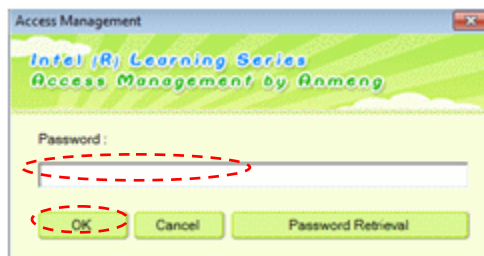 Access Management
Intel (R) Learning Series
Access Management by Anmeng
Password :
OK Cancel Password Retrieval